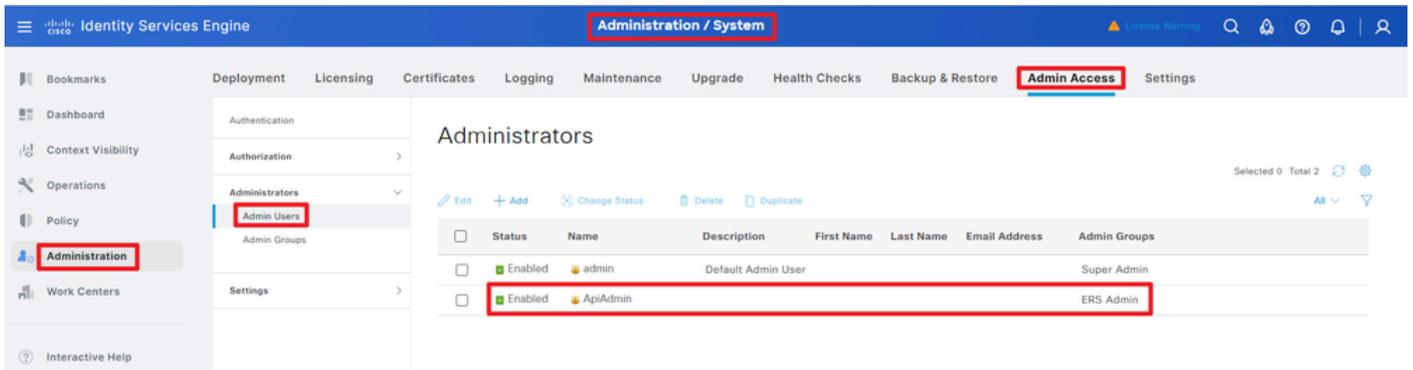 cisco Identity Services Engine
Administration / System
License Warning
Bookmarks
Dashboard
Context Visibility
Operations
Policy
Administration
Work Centers
Interactive Help
Deployment Licensing Certificates Logging Maintenance Upgrade Health Checks Backup & Restore Admin Access Settings
Authentication
Authorization
Administrators
Admin Users
Admin Groups
Settings
Administrators
Selected 0 Total 2
Edit Add Change Status Delete Duplicate All
Status Name Description First Name Last Name Email Address Admin Groups
Enabled admin Default Admin User Super Admin
Enabled ApiAdmin ERS Admin